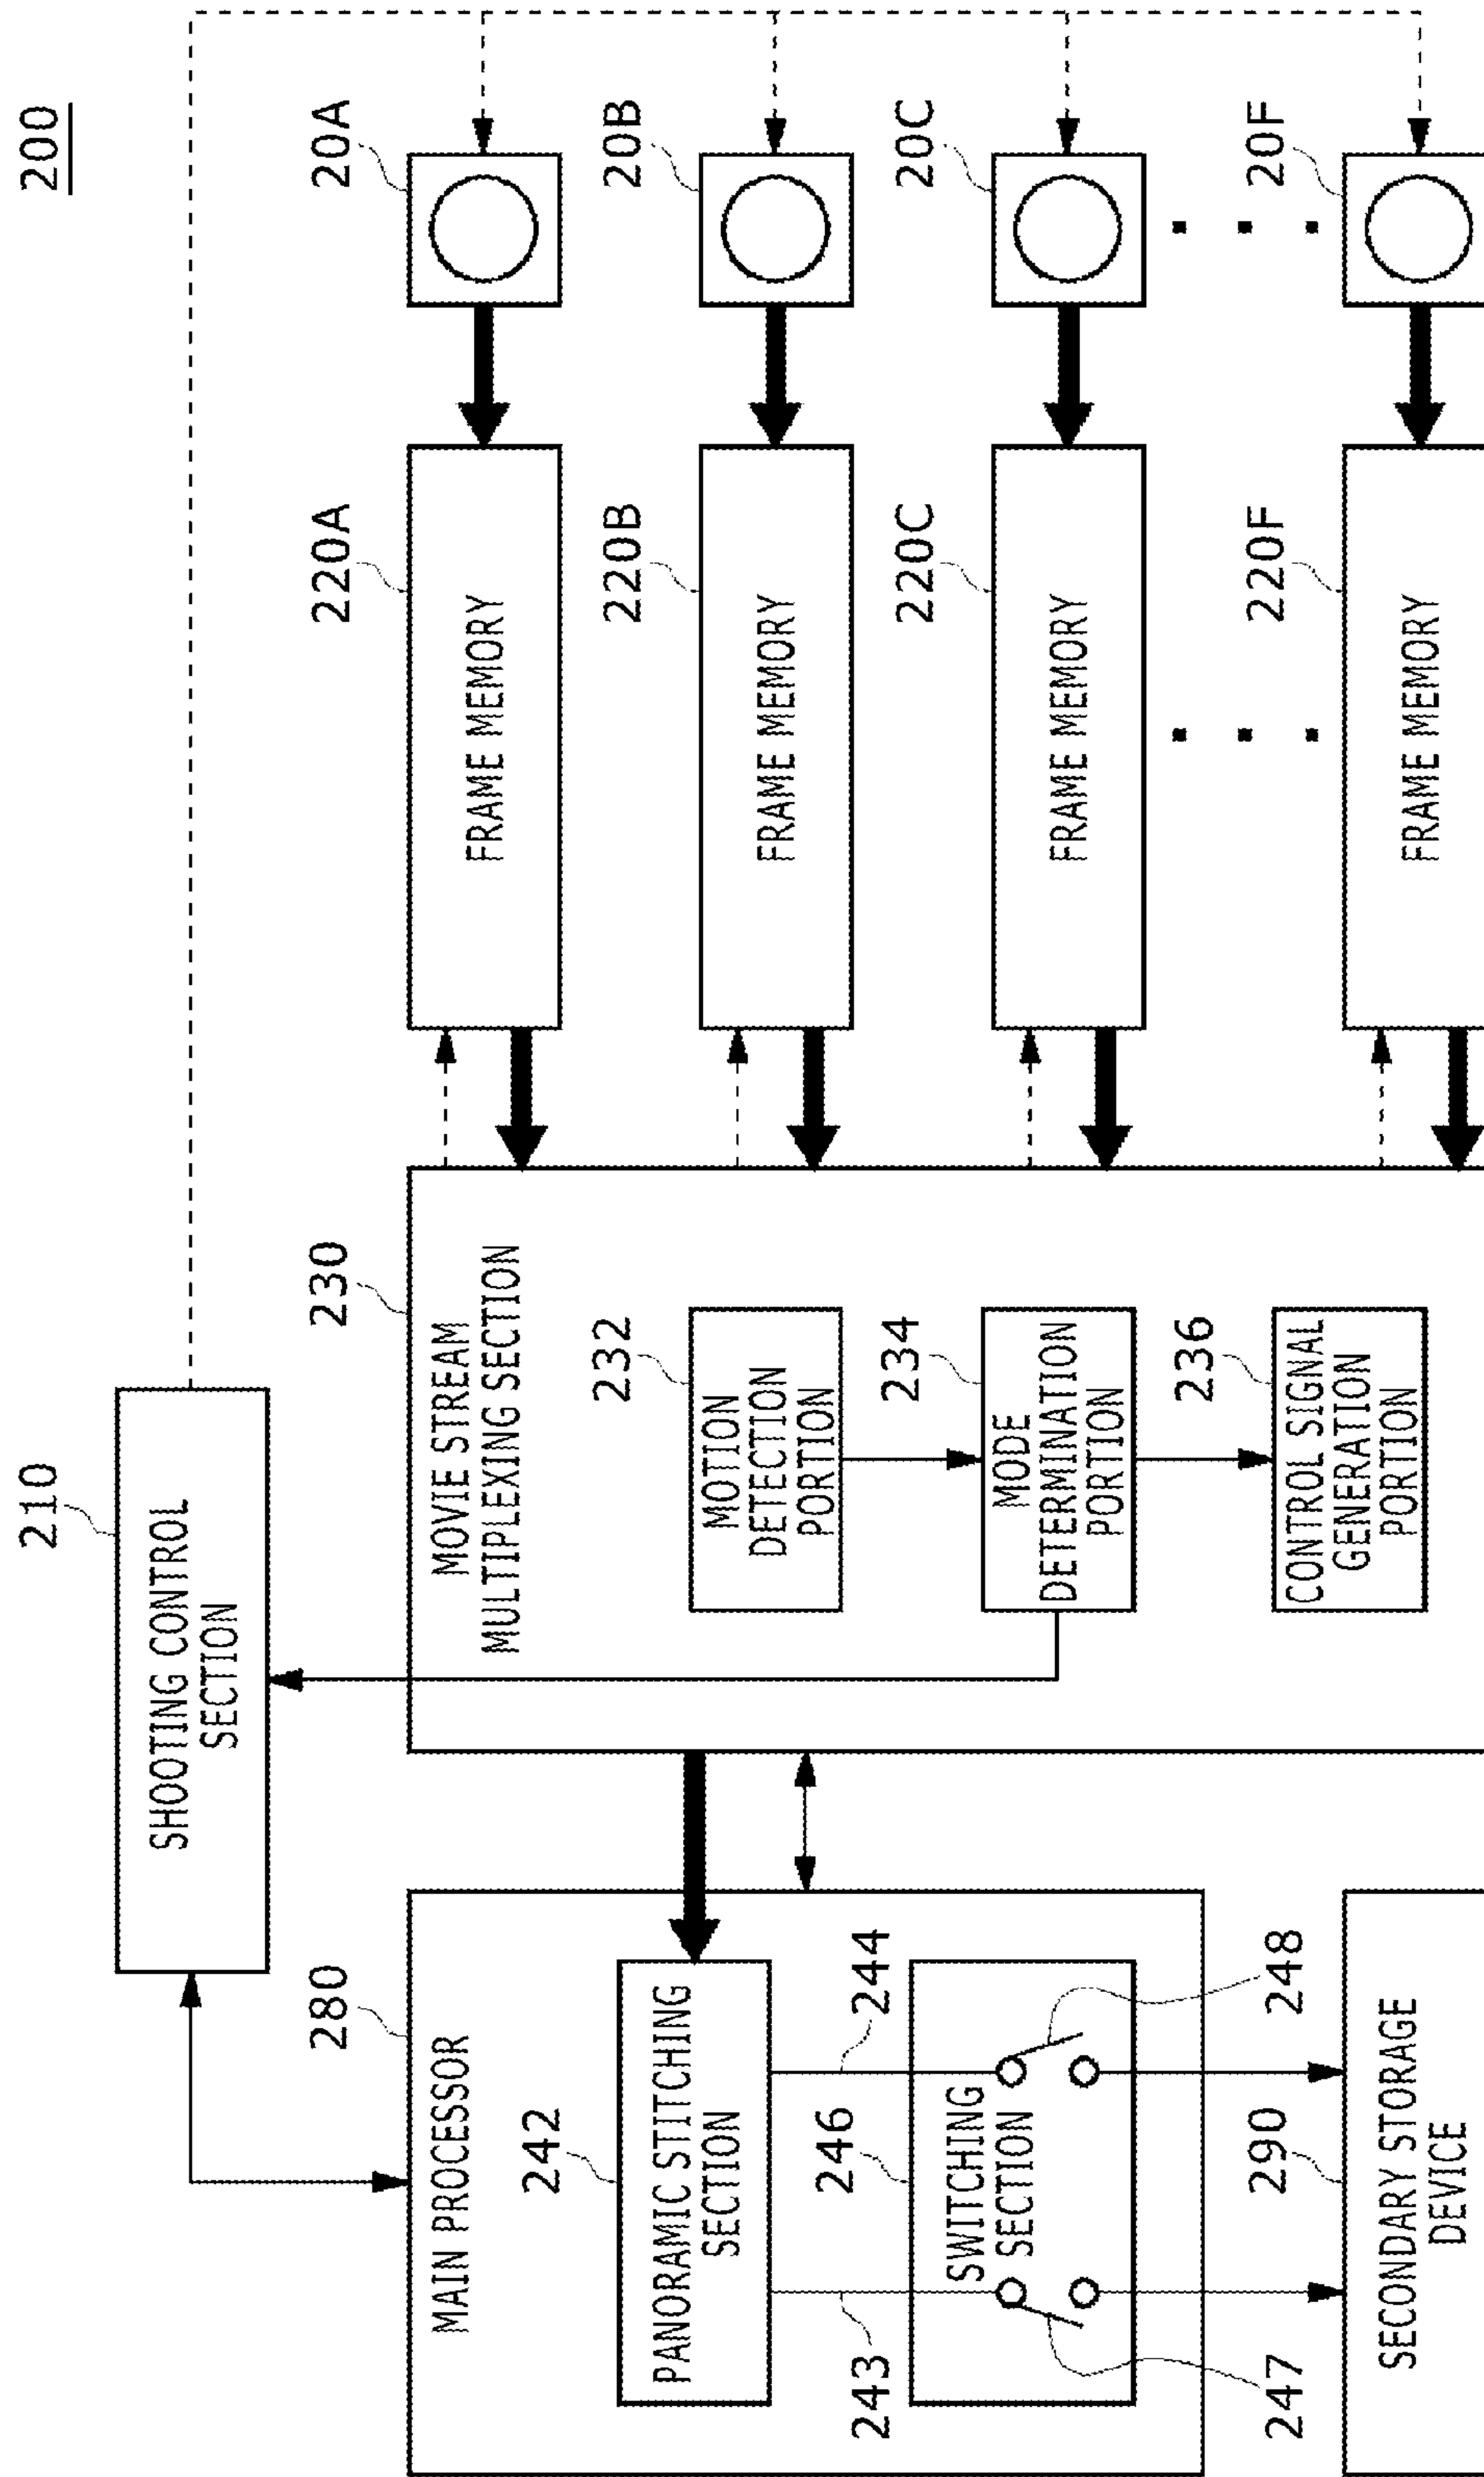 200
210
SHOOTING CONTROL
SECTION
280
MAIN PROCESSOR
242
PANORAMIC STITCHING
SECTION
243
244
246
SWITCHING
SECTION
247
248
290
SECONDARY STORAGE
DEVICE
230
MOVIE STREAM
MULTIPLEXING SECTION
232
MOTION
DETECTION
PORTION
234
MODE
DETERMINATION
PORTION
236
CONTROL SIGNAL
GENERATION
PORTION
220A
FRAME MEMORY
20A
220B
FRAME MEMORY
20B
220C
FRAME MEMORY
20C
220F
FRAME MEMORY
20F